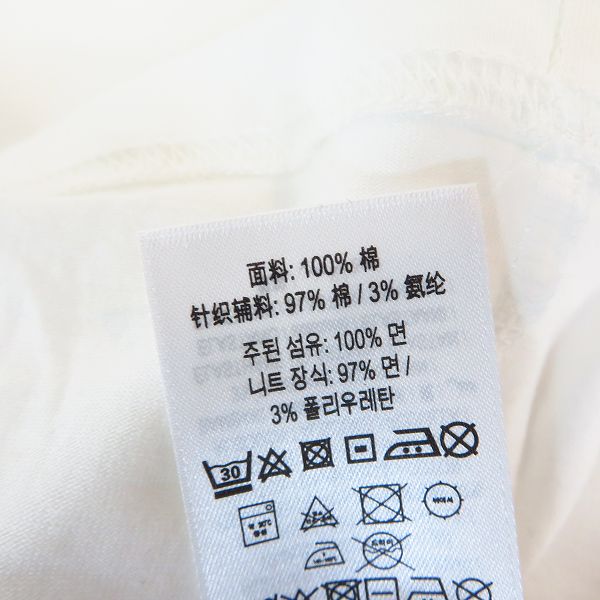 面料: 100% 棉
针织辅料: 97% 棉 / 3% 氨纶
주된 섬유: 100% 면
니트 장식: 97% 면 /
3% 폴리우레탄
30